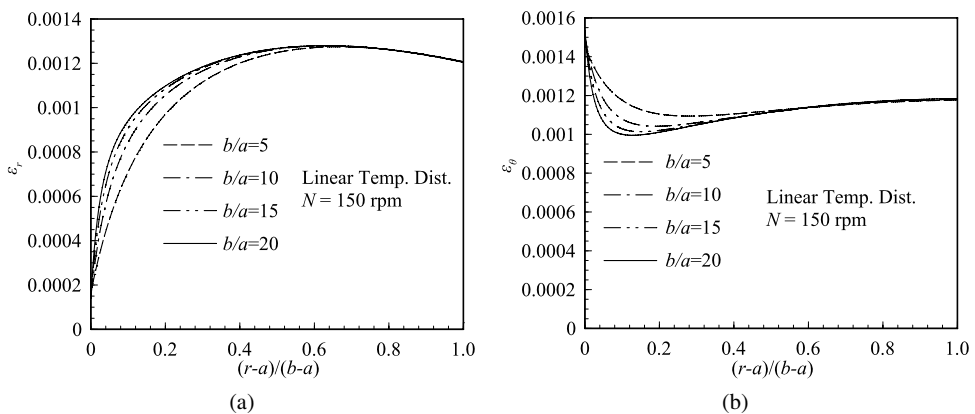 0.0014
0.0012
0.001
0.0008
0.0006
0.0004
0.0002
0
εr
b/a=5
b/a=10
b/a=15
b/a=20
Linear Temp. Dist.
N = 150 rpm
0 0.2 0.4 0.6 0.8 1.0
(r-a)/(b-a)
(a)
0.0016
0.0014
0.0012
0.001
0.0008
0.0006
0.0004
0.0002
0
εθ
b/a=5
b/a=10
b/a=15
b/a=20
Linear Temp. Dist.
N = 150 rpm
0 0.2 0.4 0.6 0.8 1.0
(r-a)/(b-a)
(b)